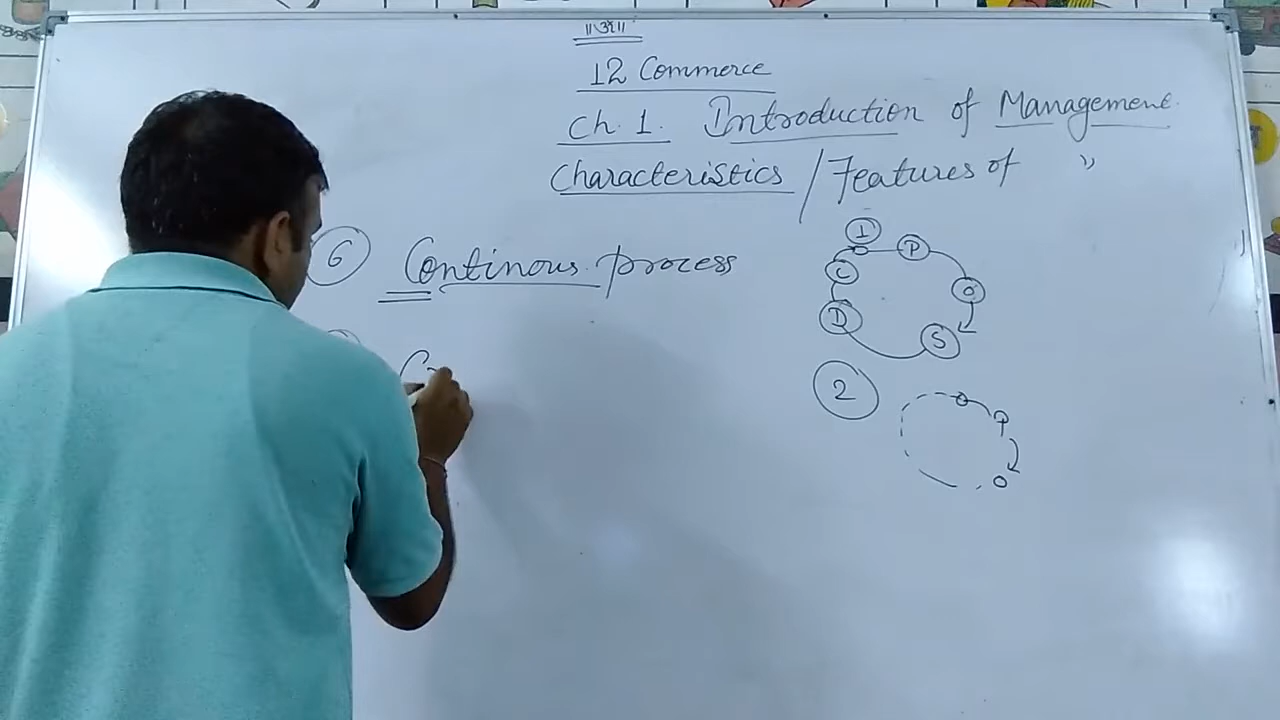 ॥ॐ॥
12 Commerce
Ch. 1. Introduction of Management.
Characteristics / Features of "
6 Continous process
1
P
O
S
D
C
2
O
P
O